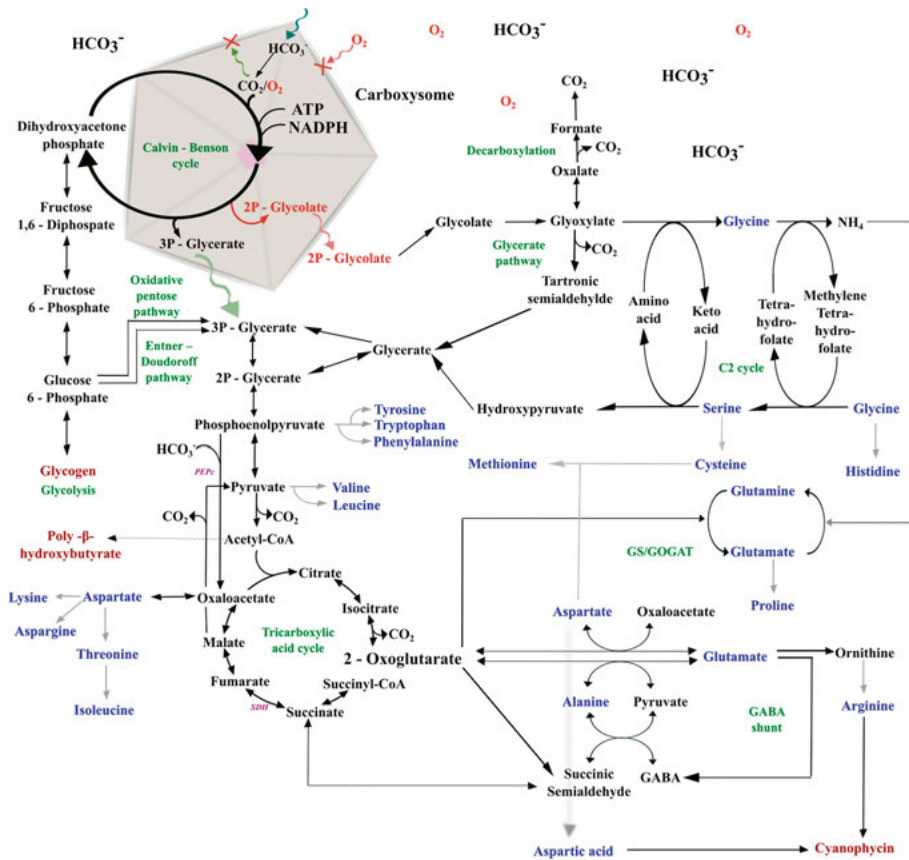 HCO3-
HCO3-
O2
O2
HCO3-
O2
CO2/O2
Carboxysome
O2
HCO3-
CO2
ATP
NADPH
Formate
HCO3-
Dihydroxyacetone
phosphate
Calvin - Benson
cycle
Decarboxylation
CO2
Oxalate
2P - Glycolate
Fructose
1,6 - Diphospate
3P - Glycerate
2P - Glycolate
Glycolate
Glyoxylate
Glycine
NH4
Glycerate
pathway
CO2
Oxidative
pentose
pathway
Tartronic
semialdehylde
Fructose
6 - Phosphate
Amino
acid
Keto
acid
Tetra-
hydro-
folate
Methylene
Tetra-
hydro-
folate
3P - Glycerate
Entner –
Doudoroff
pathway
Glycerate
Glucose
6 - Phosphate
2P - Glycerate
C2 cycle
Hydroxypyruvate
Serine
Glycine
Phosphoenolpyruvate
Tyrosine
Tryptophan
Phenylalanine
HCO3-
PEPc
Glycogen
Glycolysis
Methionine
Cysteine
Histidine
Pyruvate
Valine
Leucine
Glutamine
CO2
CO2
Poly -β-
hydroxybutyrate
Acetyl-CoA
GS/GOGAT
Glutamate
Citrate
Lysine
Aspartate
Oxaloacetate
Isocitrate
Proline
Aspargine
CO2
Aspartate
Oxaloacetate
Malate
Tricarboxylic
acid cycle
2 - Oxoglutarate
Glutamate
Ornithine
Threonine
Fumarate
Succinyl-CoA
Alanine
Pyruvate
Arginine
Isoleucine
SDH
Succinate
GABA
shunt
Succinic
Semialdehyde
GABA
Aspartic acid
Cyanophycin